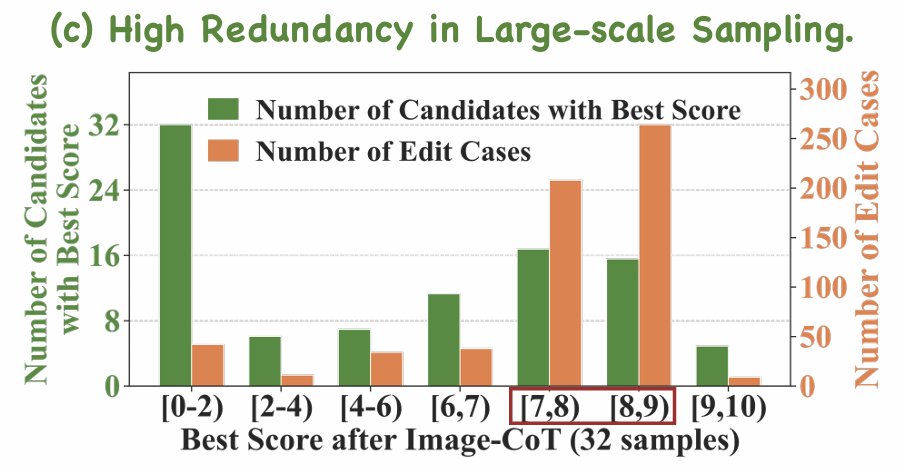 (c) High Redundancy in Large-scale Sampling.
Number of Candidates
with Best Score
32
24
16
8
0
Number of Candidates with Best Score
Number of Edit Cases
300
250
200
150
100
50
0
Number of Edit Cases
[0-2)
[2-4)
[4-6)
[6,7)
[7,8)
[8,9)
[9,10)
Best Score after Image-CoT (32 samples)